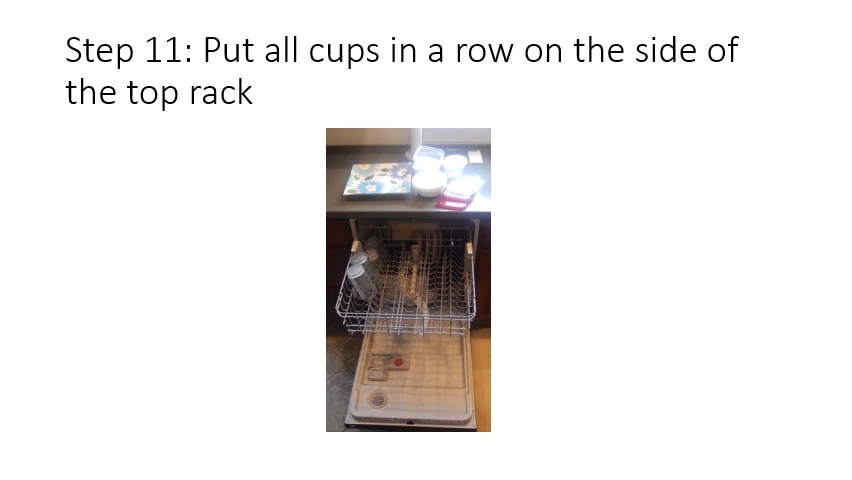 Step 11: Put all cups in a row on the side of
the top rack